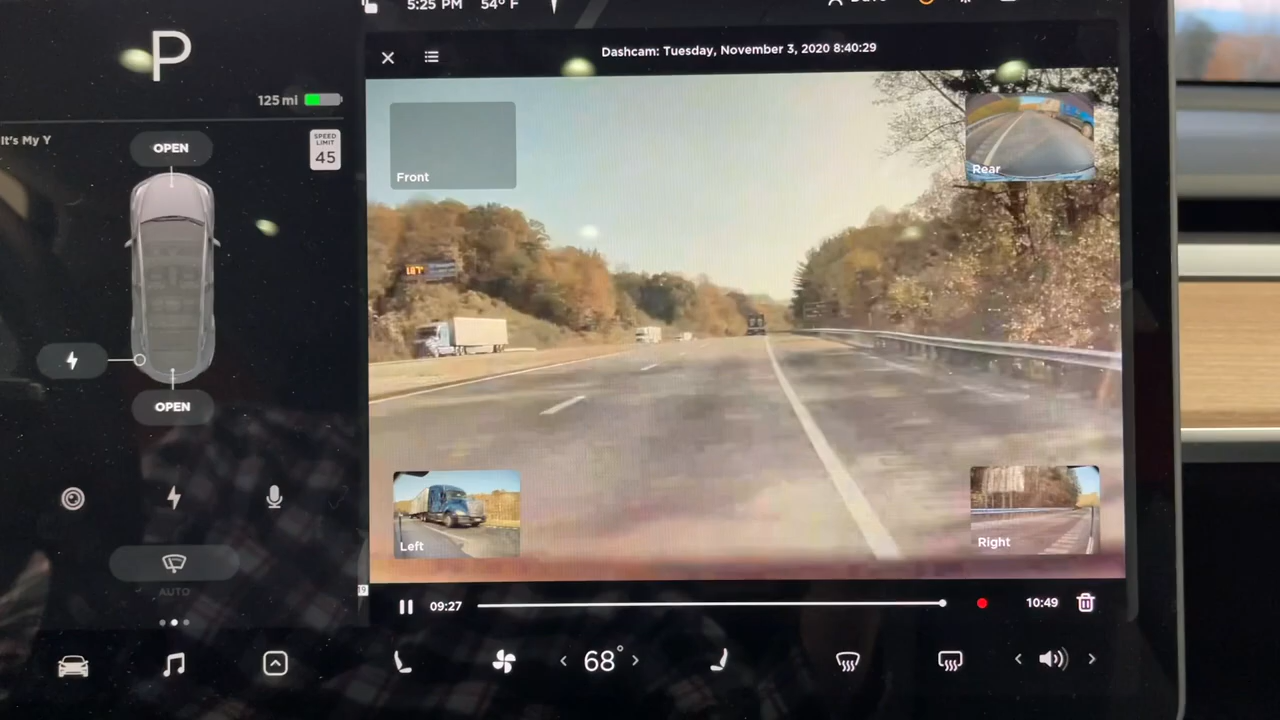 5:25 PM 54° F
P
Dashcam: Tuesday, November 3, 2020 8:40:29
125 mi
It's My Y
OPEN
SPEED
LIMIT
45
Front
Rear
OPEN
Left
Right
AUTO
09:27
10:49
68°